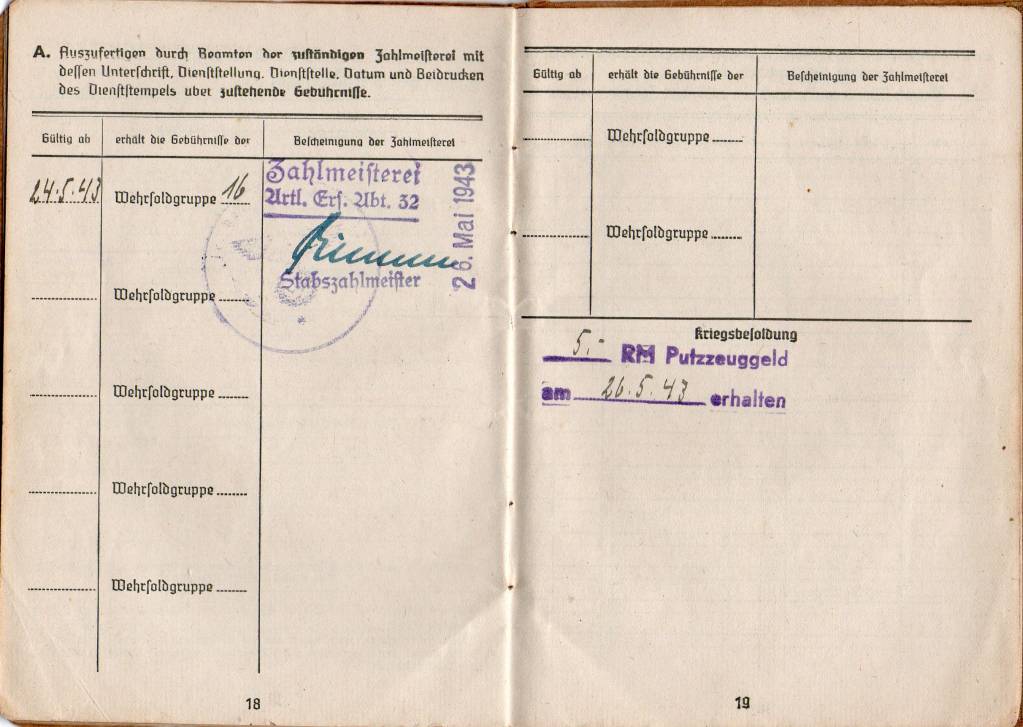 A. Auszufertigen durch Beamten der zuständigen Zahlmeisterei mit
dessen Unterschrift, Dienststellung, Dienststelle, Datum und Beidrucken
des Dienststempels über zustehende Gebührnisse.
Gültig ab erhält die Gebührnisse der Bescheinigung der Zahlmeisterei
24.5.43 Wehrsoldgruppe 16
Zahlmeisterei
Artl. Ers. Abt. 32
26. Mai 1943
Stabszahlmeister
Wehrsoldgruppe
Wehrsoldgruppe
Wehrsoldgruppe
Wehrsoldgruppe
18
Gültig ab erhält die Gebührnisse der Bescheinigung der Zahlmeisterei
Wehrsoldgruppe
Wehrsoldgruppe
Kriegsbesoldung
5.- RM Putzzeuggeld
am 26.5.43 erhalten
19